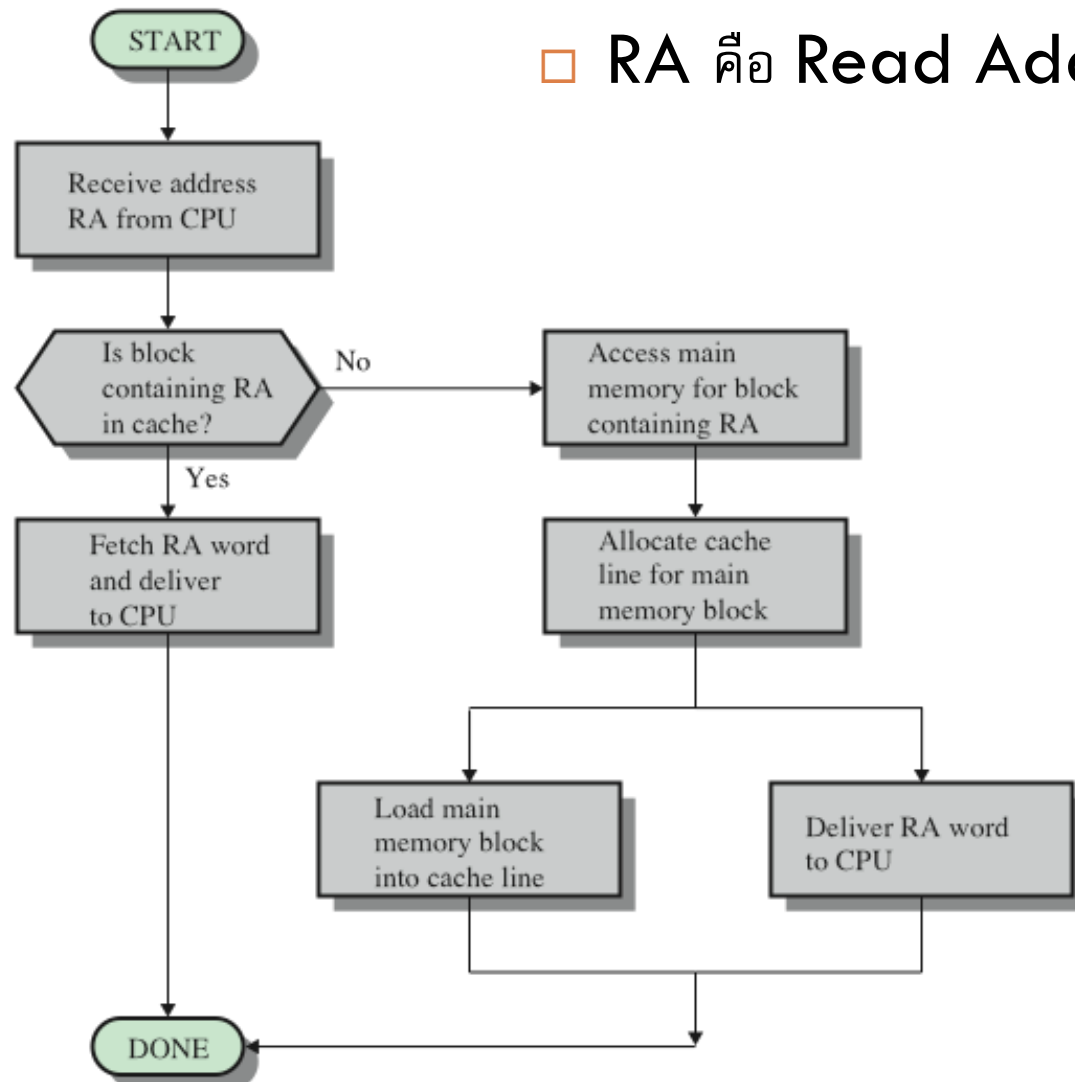 START
RA คือ Read Ad
Receive address
RA from CPU
Is block
containing RA
in cache?
No
Access main
memory for block
containing RA
Yes
Fetch RA word
and deliver
to CPU
Allocate cache
line for main
memory block
Load main
memory block
into cache line
Deliver RA word
to CPU
DONE